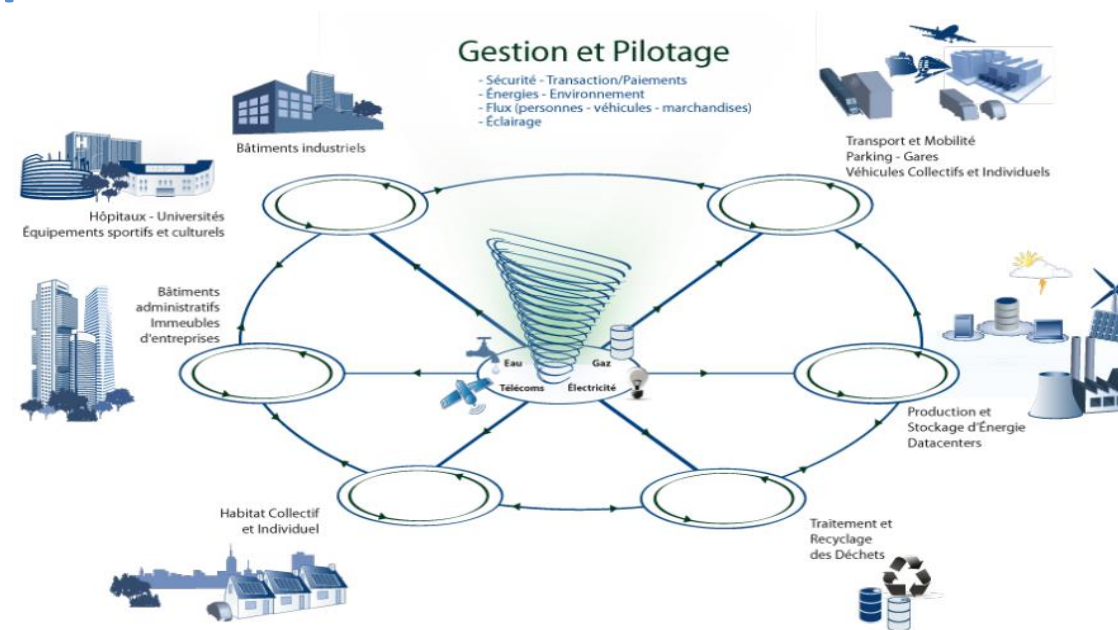 Gestion et Pilotage
- Sécurité - Transaction/Paiements
- Énergies - Environnement
- Flux (personnes - véhicules - marchandises)
- Éclairage
Bâtiments industriels
Transport et Mobilité
Parking - Gares
Véhicules Collectifs et Individuels
H
Hôpitaux - Universités
Équipements sportifs et culturels
Bâtiments
administratifs
Immeubles
d'entreprises
Eau
Gaz
Télécoms
Électricité
Production et
Stockage d'Énergie
Datacenters
Habitat Collectif
et Individuel
Traitement et
Recyclage
des Déchets